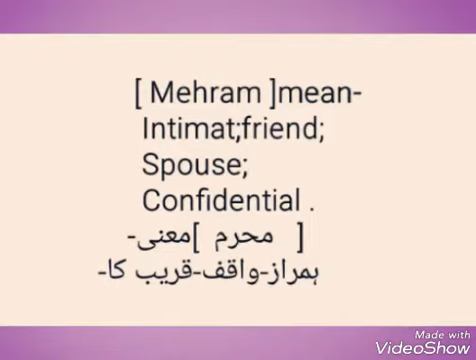 [ Mehram ]mean-
Intimat;friend;
Spouse;
Confidential .
[ محرم ]معنی-
ہمراز-واقف-قریب کا-
Made with
VideoShow